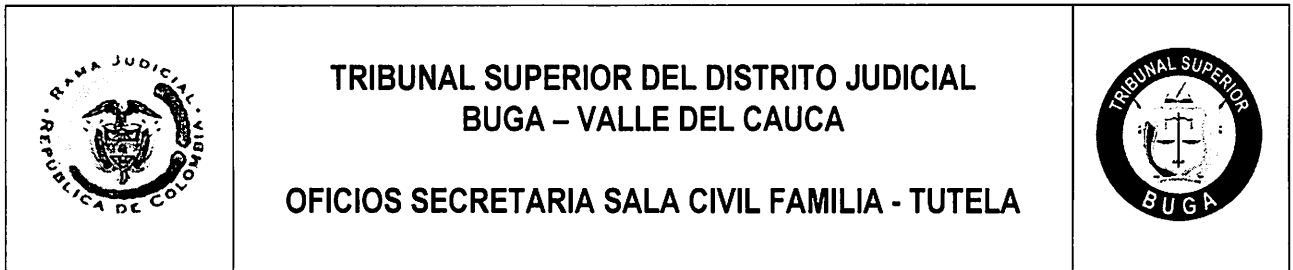 RAMA JUDICIAL
REPÚBLICA DE COLOMBIA
TRIBUNAL SUPERIOR DEL DISTRITO JUDICIAL
BUGA – VALLE DEL CAUCA
OFICIOS SECRETARIA SALA CIVIL FAMILIA - TUTELA
TRIBUNAL SUPERIOR
BUGA